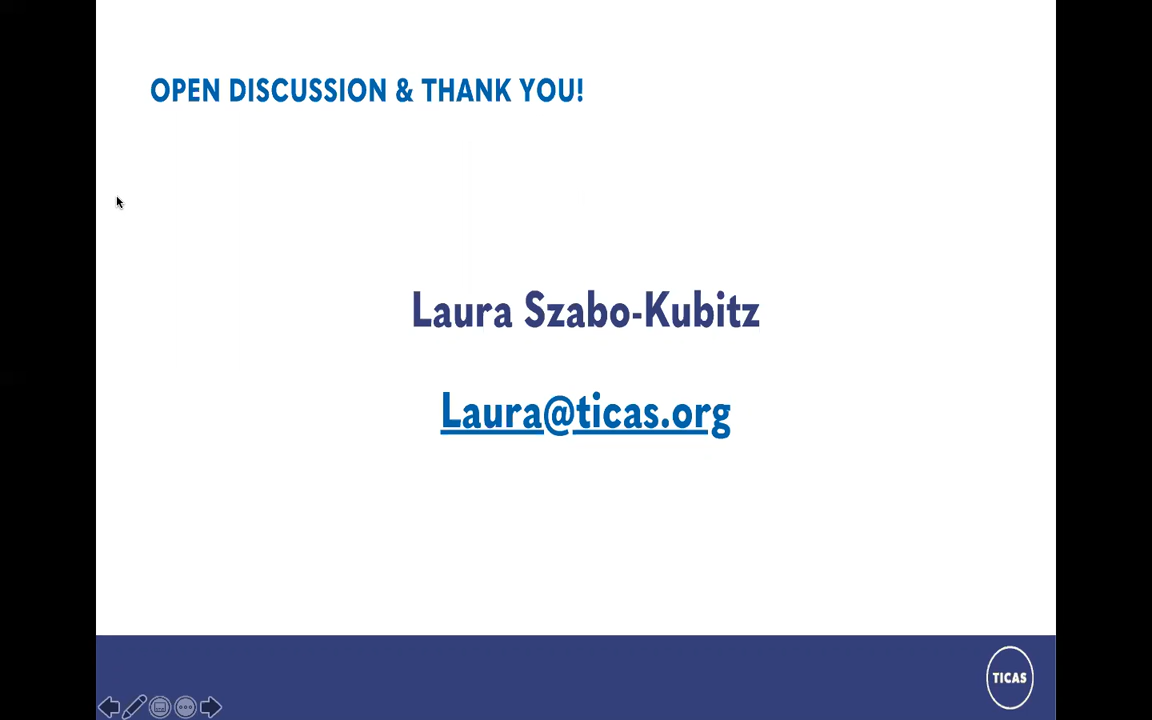 OPEN DISCUSSION & THANK YOU!
Laura Szabo-Kubitz
Laura@ticas.org
TICAS